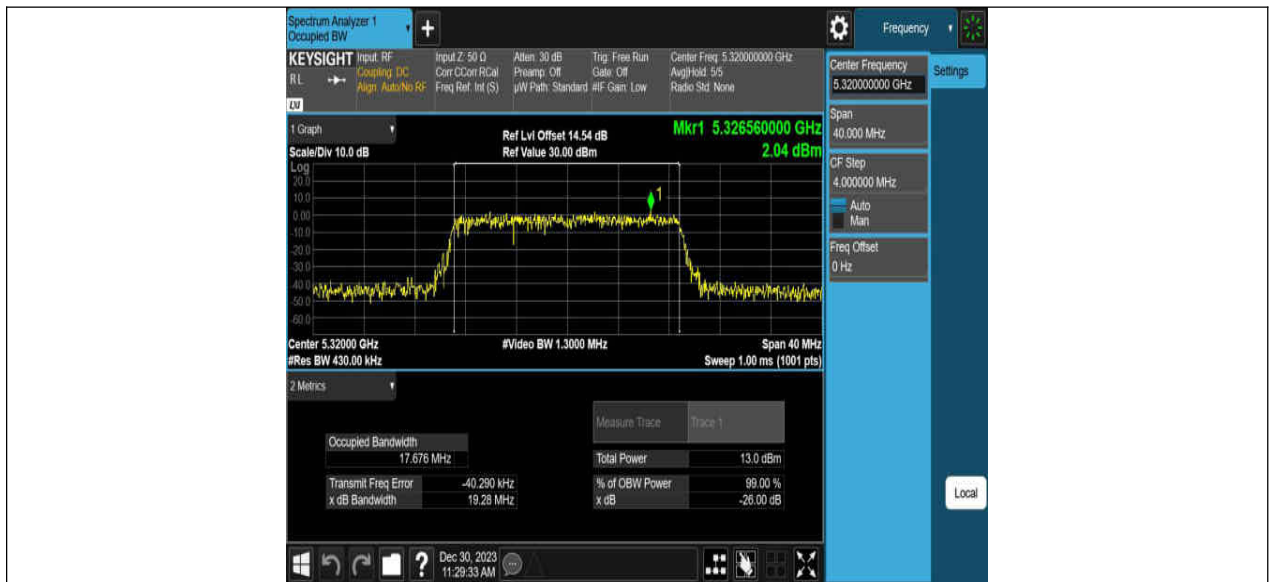 Spectrum Analyzer 1
Occupied BW
+
Frequency
KEYSIGHT
RL
LXI
Input: RF
Coupling: DC
Align: Auto/No RF
Input Z: 50 Ω
Corr CCorr RCal
Freq Ref: Int (S)
Atten: 30 dB
Preamp: Off
µW Path: Standard
Trig: Free Run
Gate: Off
#IF Gain: Low
Center Freq: 5.320000000 GHz
Avg|Hold: 5/5
Radio Std: None
Center Frequency
5.320000000 GHz
Settings
Span
40.000 MHz
CF Step
4.000000 MHz
Auto
Man
Freq Offset
0 Hz
Local
1 Graph
Scale/Div 10.0 dB
Ref Lvl Offset 14.54 dB
Ref Value 30.00 dBm
Mkr1 5.326560000 GHz
2.04 dBm
Log
20.0
10.0
0.00
-10.0
-20.0
-30.0
-40.0
-50.0
-60.0
1
Center 5.32000 GHz
#Video BW 1.3000 MHz
Span 40 MHz
#Res BW 430.00 kHz
Sweep 1.00 ms (1001 pts)
2 Metrics
Measure Trace
Trace 1
Occupied Bandwidth
17.676 MHz
Total Power
13.0 dBm
Transmit Freq Error
-40.290 kHz
% of OBW Power
99.00 %
x dB Bandwidth
19.28 MHz
x dB
-26.00 dB
?
Dec 30, 2023
11:29:33 AM